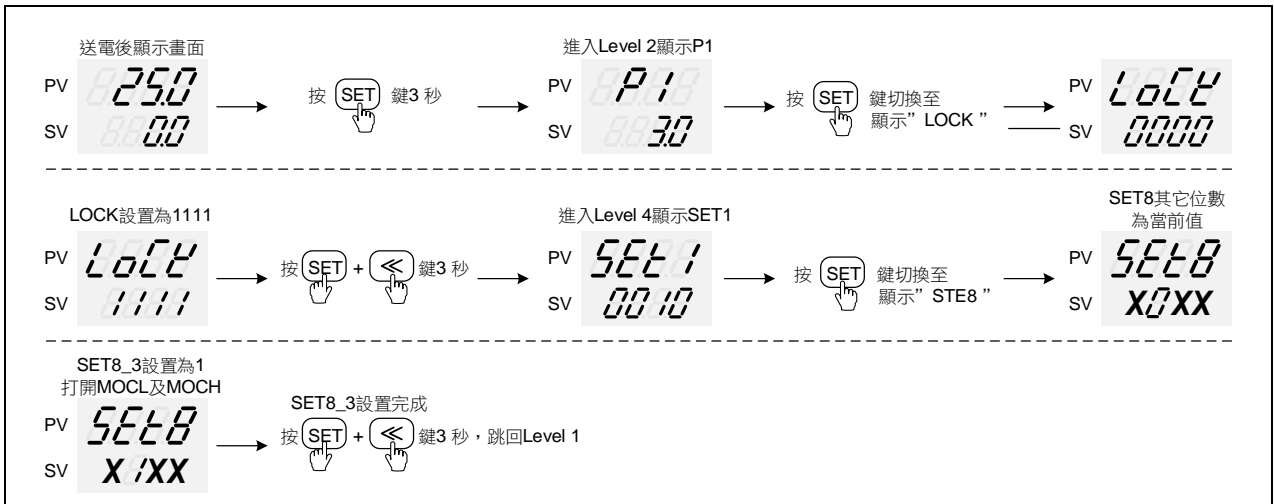 送電後顯示畫面
PV 25.0
SV 0.0
按 SET 鍵3 秒
進入Level 2顯示P1
PV P1
SV 3.0
按 SET 鍵切換至
顯示”LOCK”
PV LoCK
SV 0000
LOCK設置為1111
PV LoCK
SV 1111
按 SET + ≪ 鍵3 秒
進入Level 4顯示SET1
PV SEt1
SV 0010
按 SET 鍵切換至
顯示”STE8”
SET8其它位數
為當前值
PV SEt8
SV X0XX
SET8_3設置為1
打開MOCL及MOCH
PV SEt8
SV X1XX
SET8_3設置完成
按 SET + ≪ 鍵3 秒，跳回Level 1